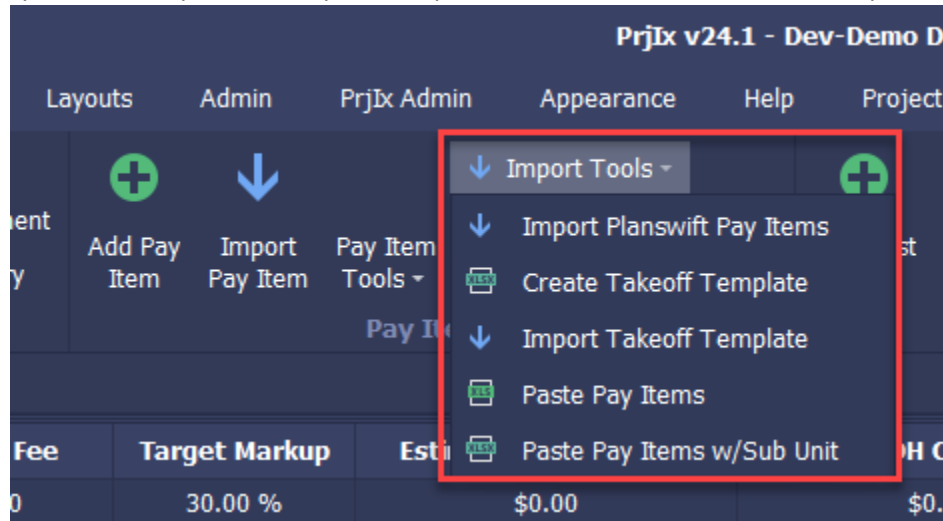 PrjIx v24.1 - Dev-Demo D
Layouts Admin PrjIx Admin Appearance Help Project
Import Tools
Add Pay Item
Import Pay Item
Pay Item Tools
Import Planswift Pay Items
Create Takeoff Template
Import Takeoff Template
Paste Pay Items
Paste Pay Items w/Sub Unit
Fee Target Markup
30.00 % $0.00 $0.